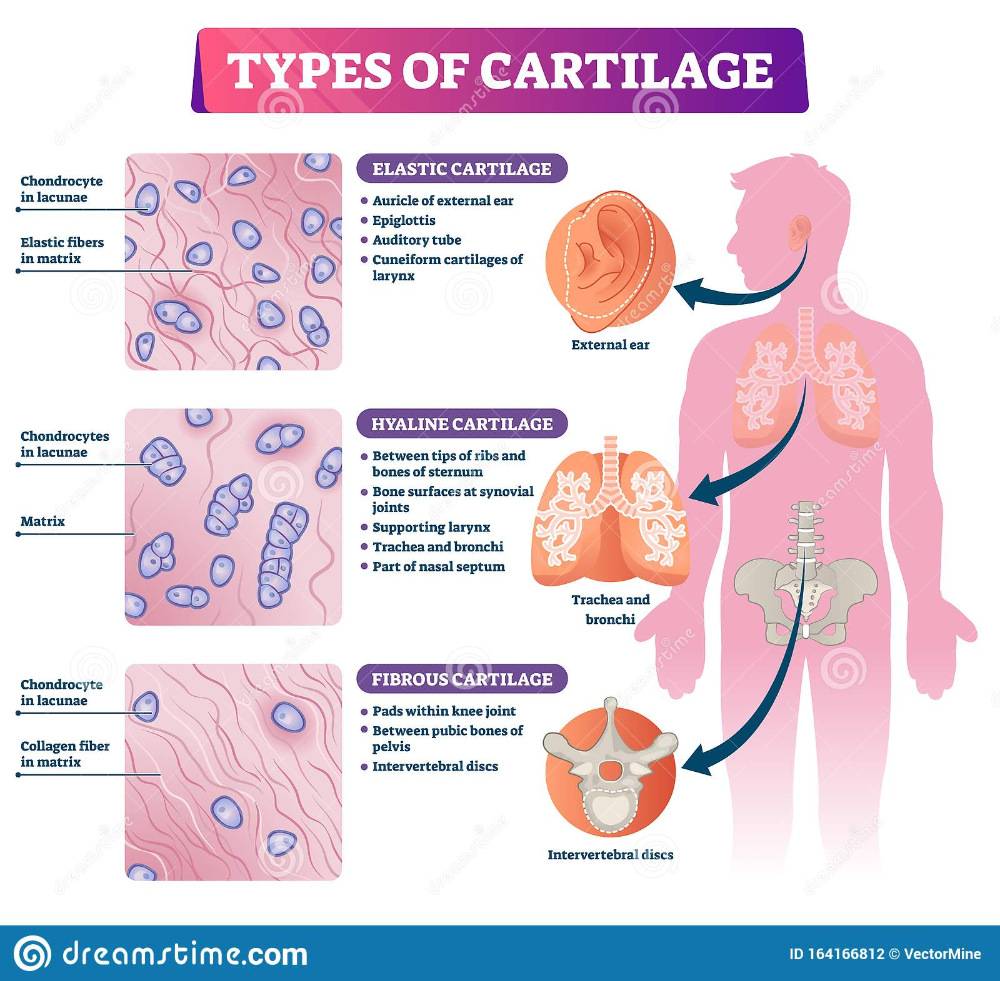 TYPES OF CARTILAGE
Chondrocyte
in lacunae
Elastic fibers
in matrix
ELASTIC CARTILAGE
Auricle of external ear
Epiglottis
Auditory tube
Cuneiform cartilages of
larynx
External ear
Chondrocytes
in lacunae
Matrix
HYALINE CARTILAGE
Between tips of ribs and
bones of sternum
Bone surfaces at synovial
joints
Supporting larynx
Trachea and bronchi
Part of nasal septum
Trachea and
bronchi
Chondrocyte
in lacunae
Collagen fiber
in matrix
FIBROUS CARTILAGE
Pads within knee joint
Between pubic bones of
pelvis
Intervertebral discs
Intervertebral discs
dreamstime.com
ID 164166812 © VectorMine